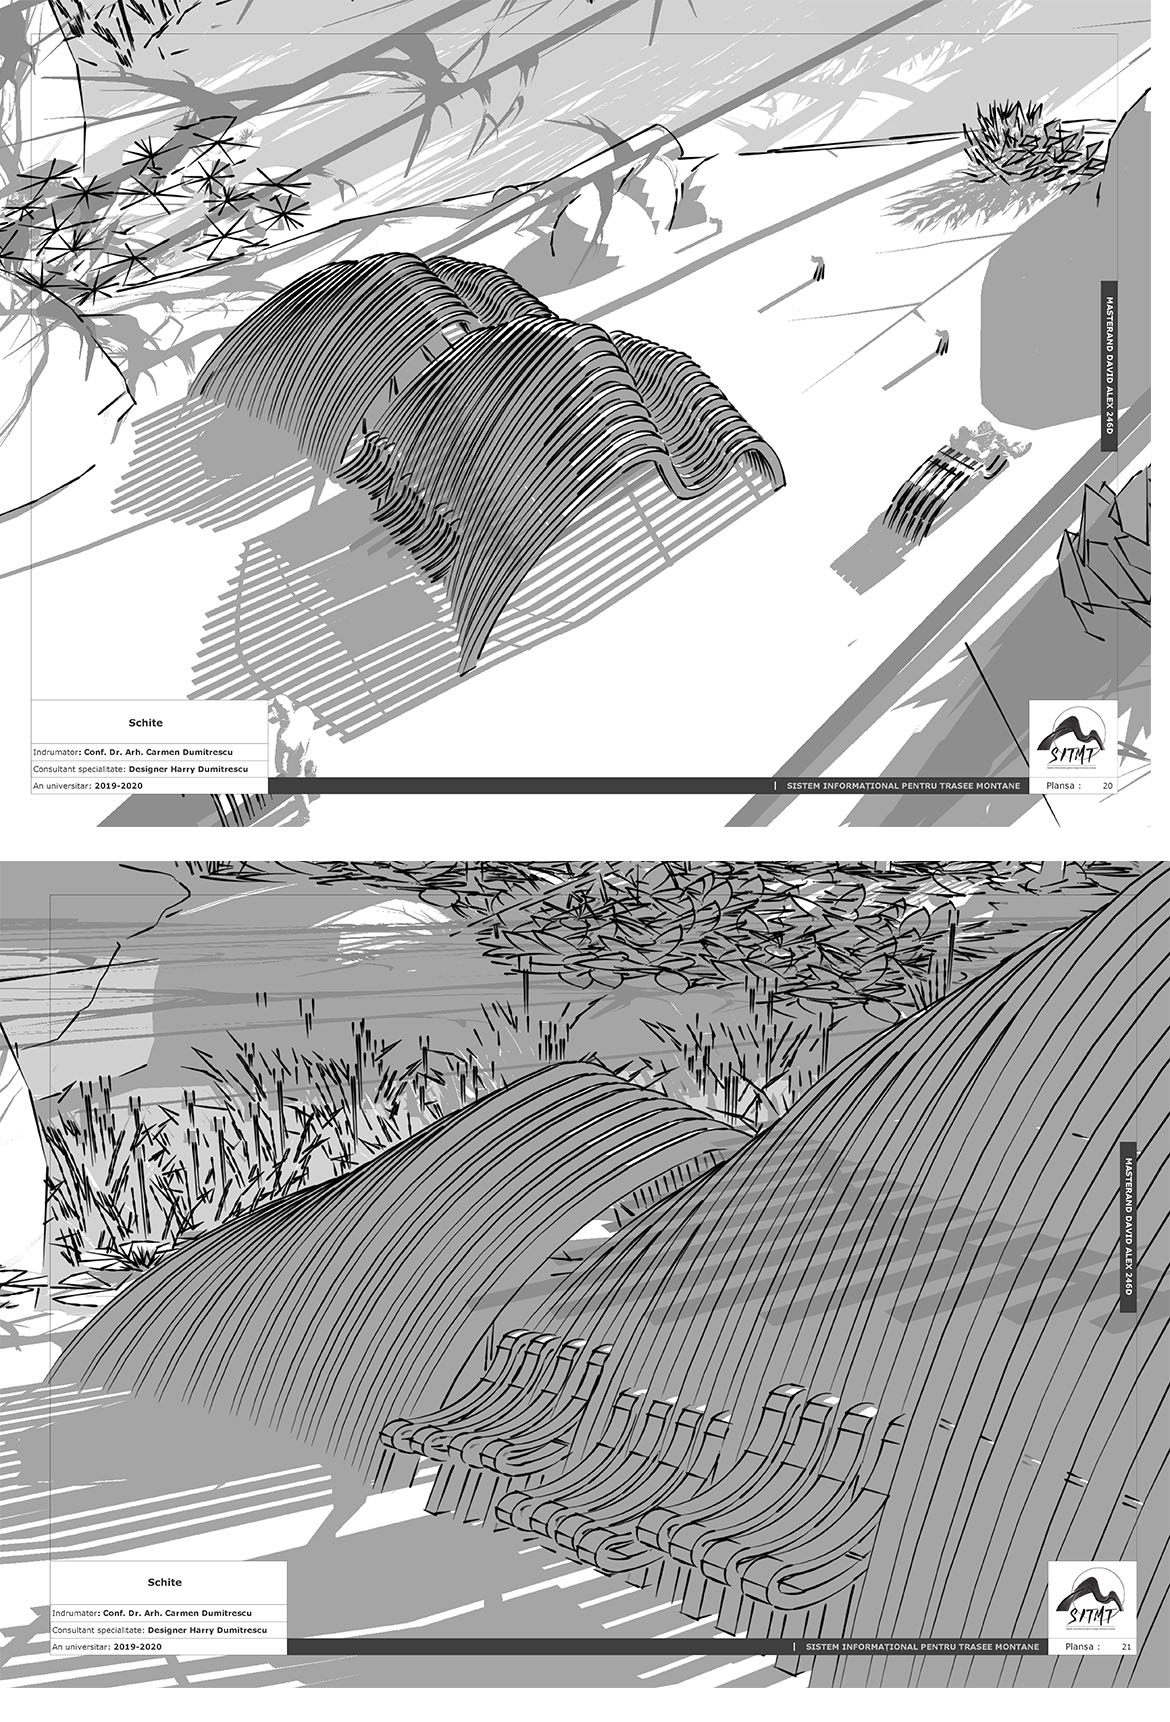 MASTERAND DAVID ALEX 246D
Schite
Indrumator: Conf. Dr. Arh. Carmen Dumitrescu
Consultant specialitate: Designer Harry Dumitrescu
An universitar: 2019-2020
| SISTEM INFORMAȚIONAL PENTRU TRASEE MONTANE
SITMT
Plansa : 20
MASTERAND DAVID ALEX 246D
Schite
Indrumator: Conf. Dr. Arh. Carmen Dumitrescu
Consultant specialitate: Designer Harry Dumitrescu
An universitar: 2019-2020
| SISTEM INFORMAȚIONAL PENTRU TRASEE MONTANE
SITMT
Plansa : 21